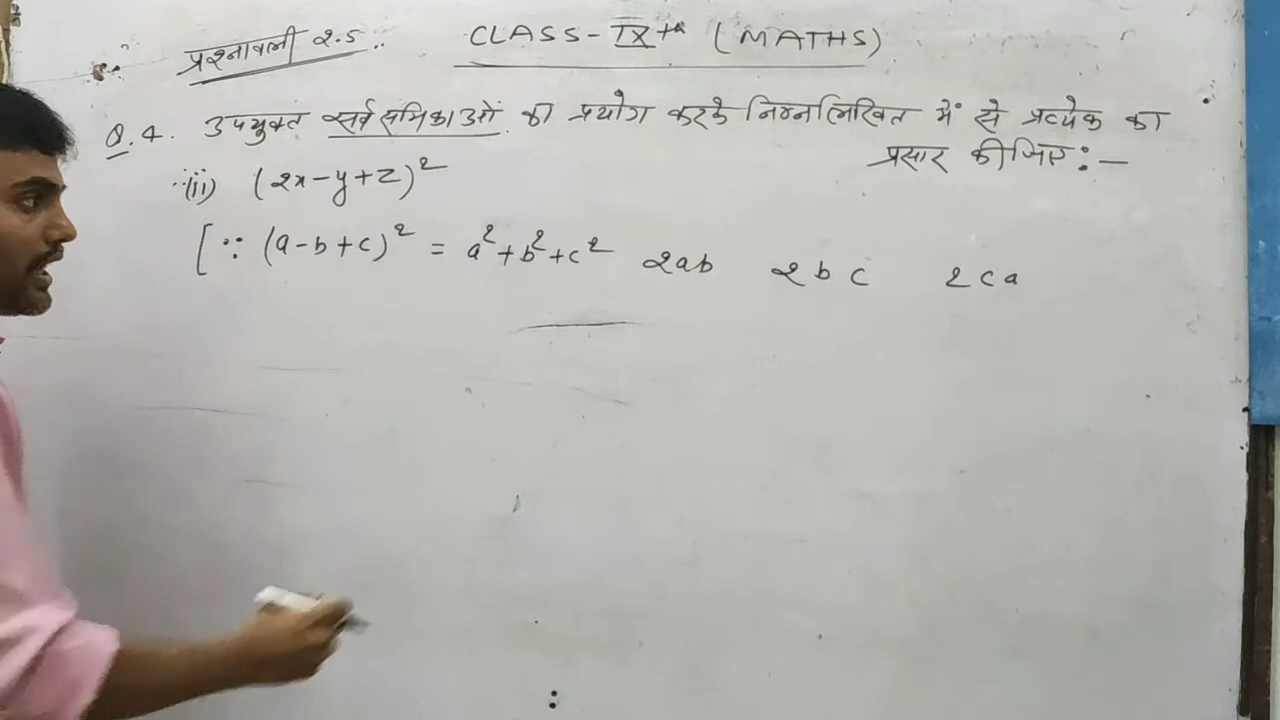 प्रश्नावली 2.5 CLASS-IXth (MATHS)
Q.4. उपयुक्त सर्वसमिकाओं का प्रयोग करके निम्नलिखित में से प्रत्येक का
प्रसार कीजिए:—
(ii) (2x-y+z)²
[∵ (a-b+c)² = a²+b²+c² 2ab 2bc 2ca